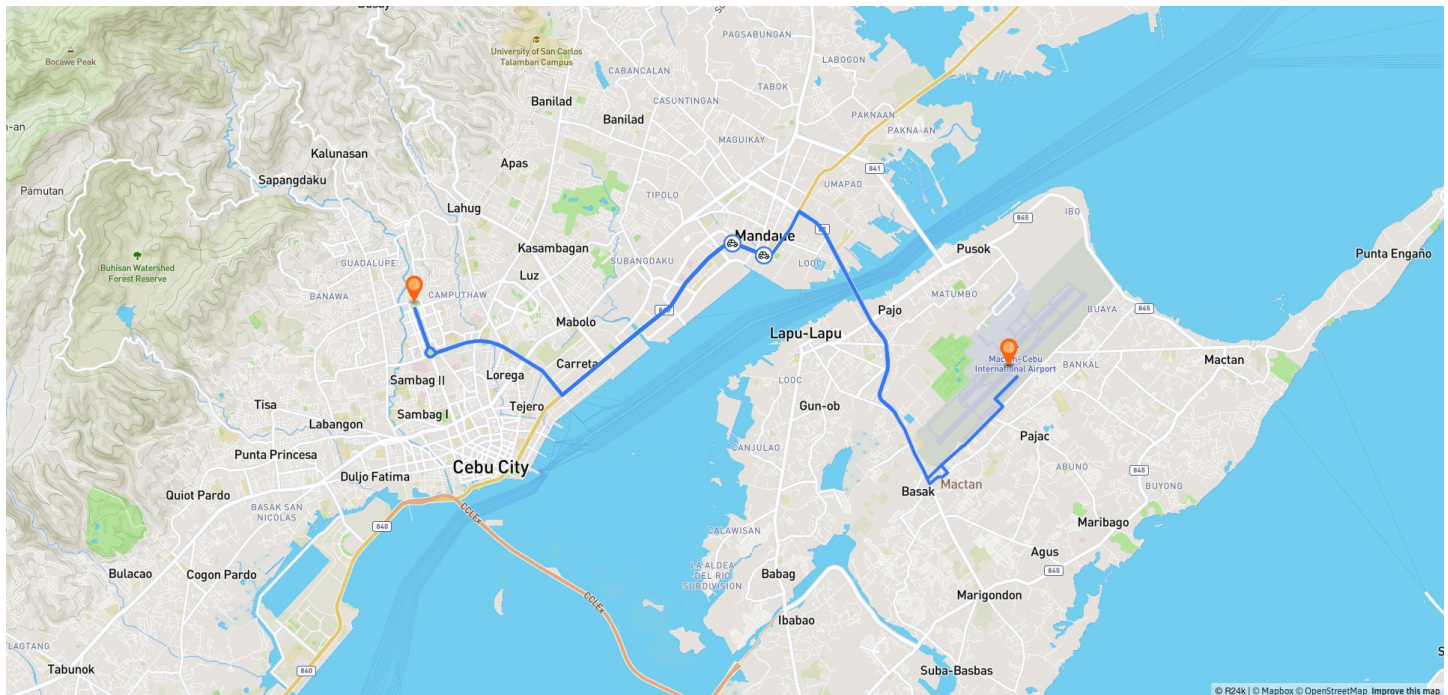 PAGSABUNGAN
University of San Carlos
Talamban Campus
Bocawe Peak
LABOGON
CABANCALAN
TABOK
Banilad
CASUNTINGAN
PAKNAAN
Banilad
PAKNA-AN
MAGUIKAY
Kalunasan
Apas
841
Sapangdaku
UMAPAD
Pamutan
TIPOLO
Lahug
845
IBO
Mandaue
Kasambagan
Pusok
Punta Engaño
GUADALUPE
SUBANGDAKU
LOOC
Buhisan Watershed
Forest Reserve
Luz
BANAWA
CAMPUTHAW
MATUMBO
Pajo
BUAYA
845
Mabolo
Lapu-Lapu
Carreta
Mactan-Cebu
International Airport
BANKAL
Mactan
Lorega
Sambag II
LOOC
Tisa
Tejero
Gun-ob
Sambag I
Labangon
Pajac
CANJULAO
Punta Princesa
Cebu City
ABUNO
845
Duljo Fatima
Basak
Mactan
BUYONG
Quiot Pardo
BASAK SAN
NICOLAS
CCLEx
840
Maribago
CALAWISAN
Agus
LA ALDEA
DEL RIO
SUBDIVISION
Babag
845
Bulacao
Cogon Pardo
Marigondon
CCLEx
Ibabao
LAGTANG
Tabunok
840
Suba-Basbas
© R24k | © Mapbox © OpenStreetMap Improve this map